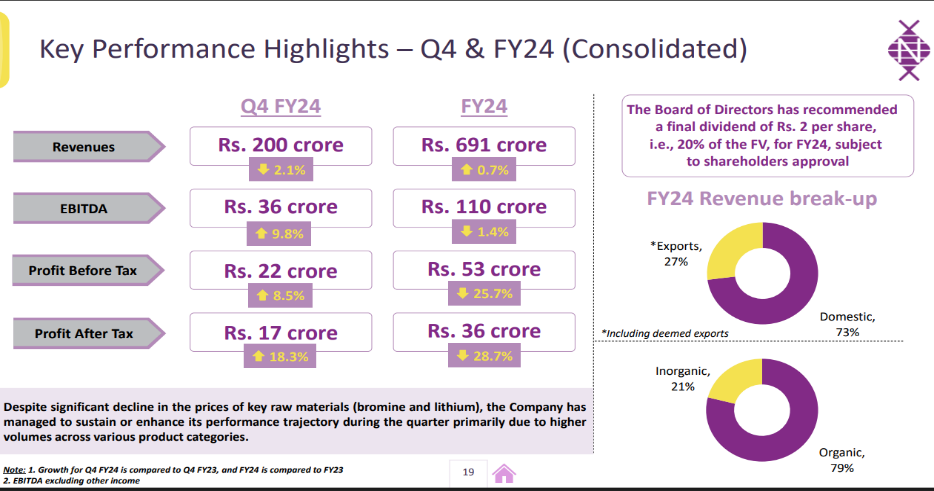 Key Performance Highlights – Q4 & FY24 (Consolidated)
Q4 FY24
FY24
Revenues
Rs. 200 crore
2.1%
Rs. 691 crore
0.7%
EBITDA
Rs. 36 crore
9.8%
Rs. 110 crore
1.4%
Profit Before Tax
Rs. 22 crore
8.5%
Rs. 53 crore
25.7%
Profit After Tax
Rs. 17 crore
18.3%
Rs. 36 crore
28.7%
Despite significant decline in the prices of key raw materials (bromine and lithium), the Company has
managed to sustain or enhance its performance trajectory during the quarter primarily due to higher
volumes across various product categories.
Note: 1. Growth for Q4 FY24 is compared to Q4 FY23, and FY24 is compared to FY23
2. EBITDA excluding other income
19
The Board of Directors has recommended
a final dividend of Rs. 2 per share,
i.e., 20% of the FV, for FY24, subject
to shareholders approval
FY24 Revenue break-up
*Exports,
27%
Domestic,
73%
*Including deemed exports
Inorganic,
21%
Organic,
79%
N